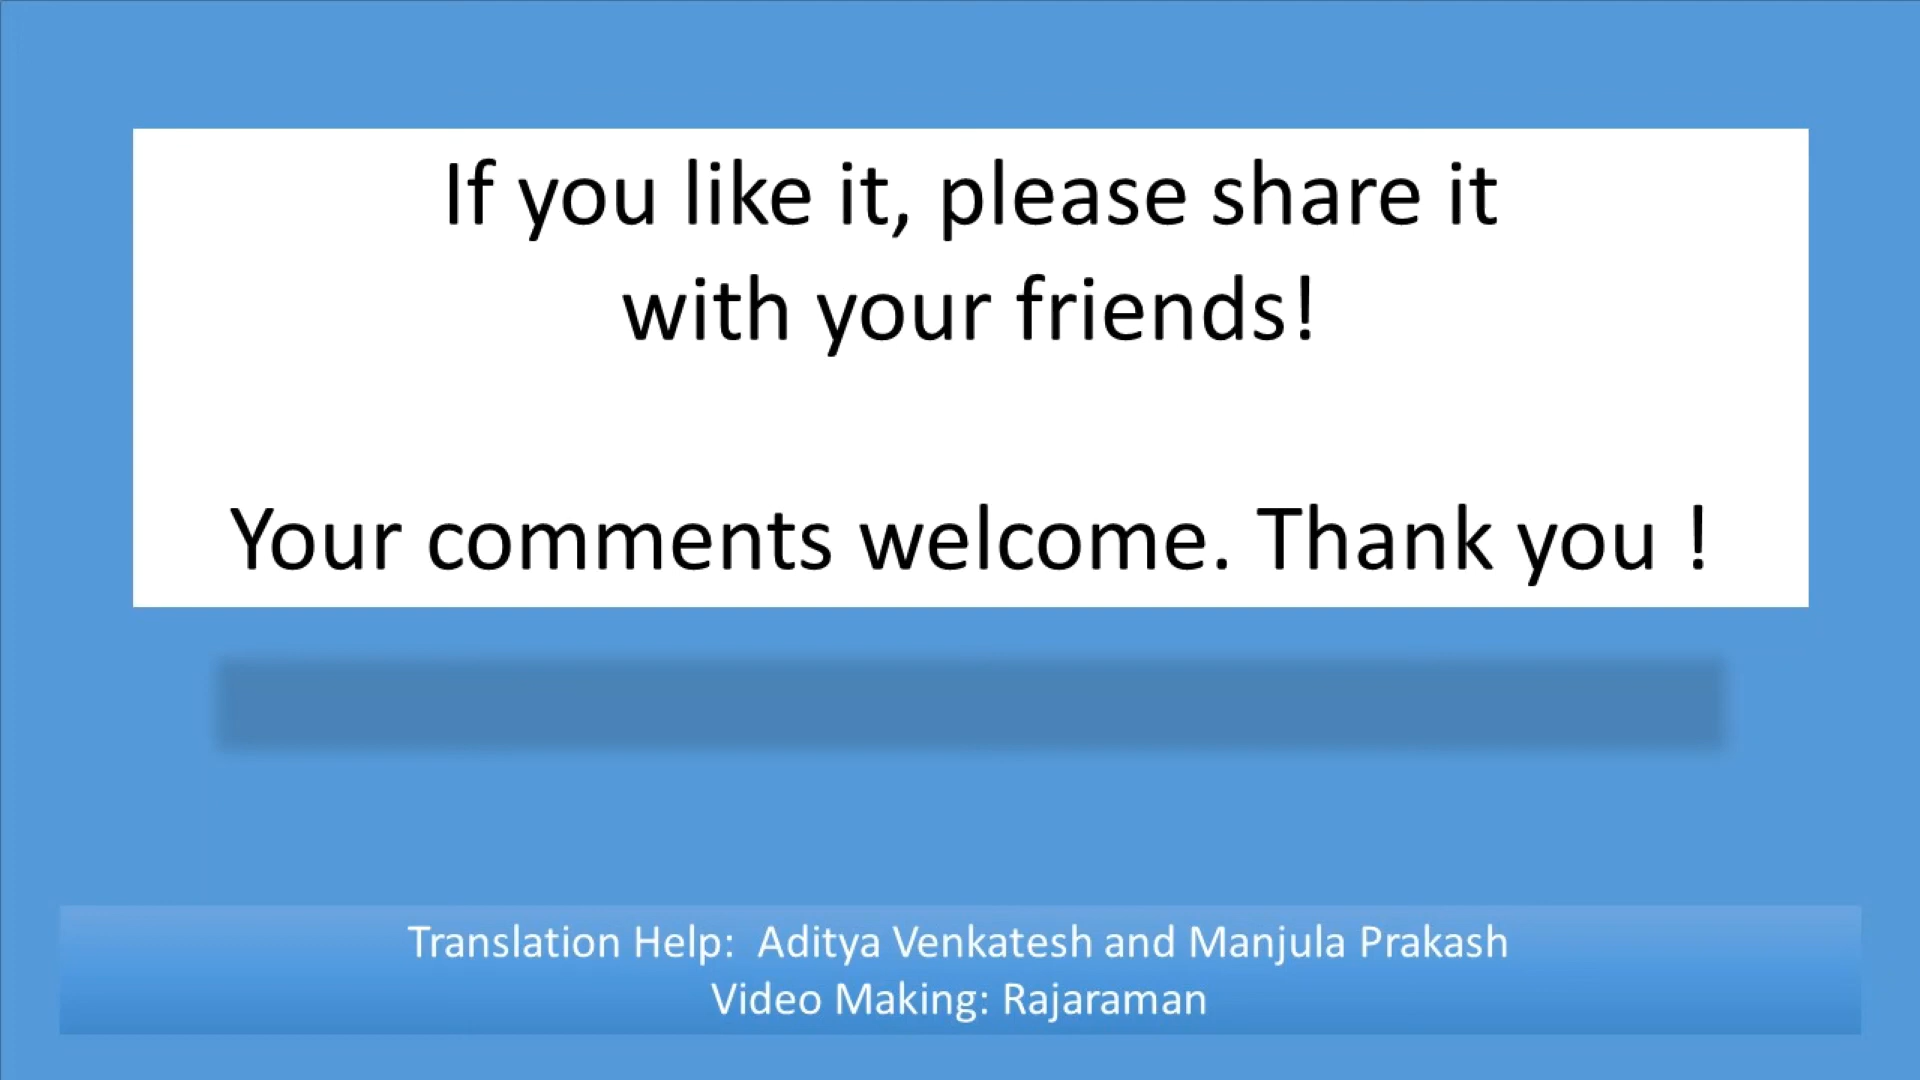 If you like it, please share it
with your friends!
Your comments welcome. Thank you !
Translation Help:  Aditya Venkatesh and Manjula Prakash
Video Making: Rajaraman